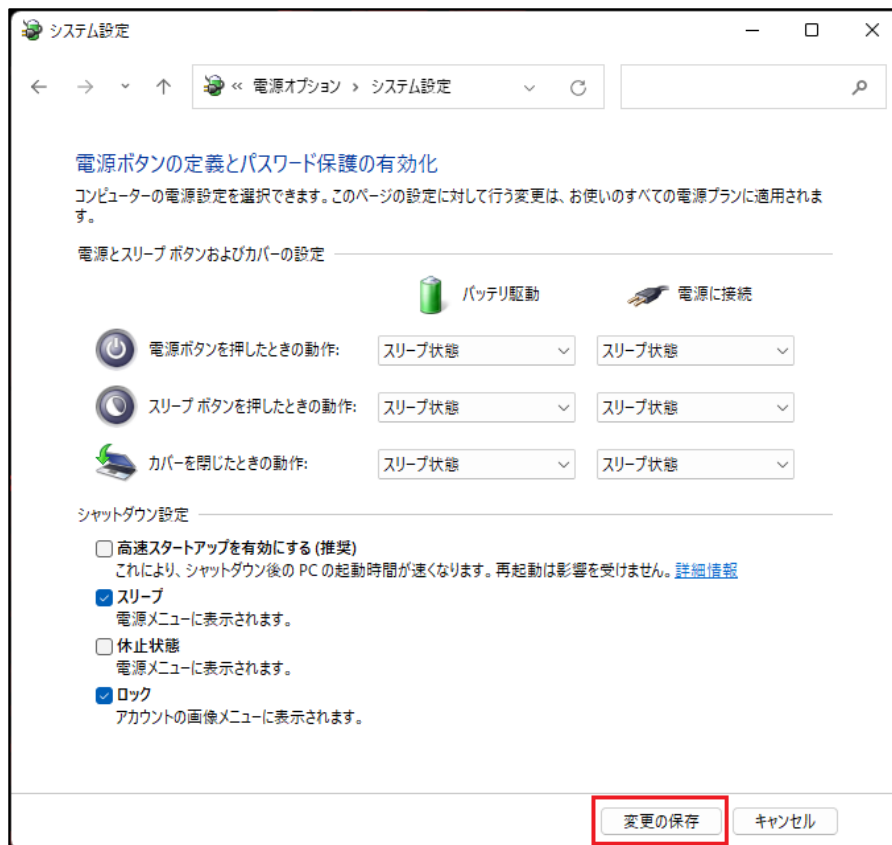 システム設定
« 電源オプション › システム設定
電源ボタンの定義とパスワード保護の有効化
コンピューターの電源設定を選択できます。このページの設定に対して行う変更は、お使いのすべての電源プランに適用されま
す。
電源とスリープ ボタンおよびカバーの設定
バッテリ駆動 電源に接続
電源ボタンを押したときの動作: スリープ状態 スリープ状態
スリープ ボタンを押したときの動作: スリープ状態 スリープ状態
カバーを閉じたときの動作: スリープ状態 スリープ状態
シャットダウン設定
高速スタートアップを有効にする (推奨)
これにより、シャットダウン後の PC の起動時間が速くなります。再起動は影響を受けません。詳細情報
スリープ
電源メニューに表示されます。
休止状態
電源メニューに表示されます。
ロック
アカウントの画像メニューに表示されます。
変更の保存 キャンセル